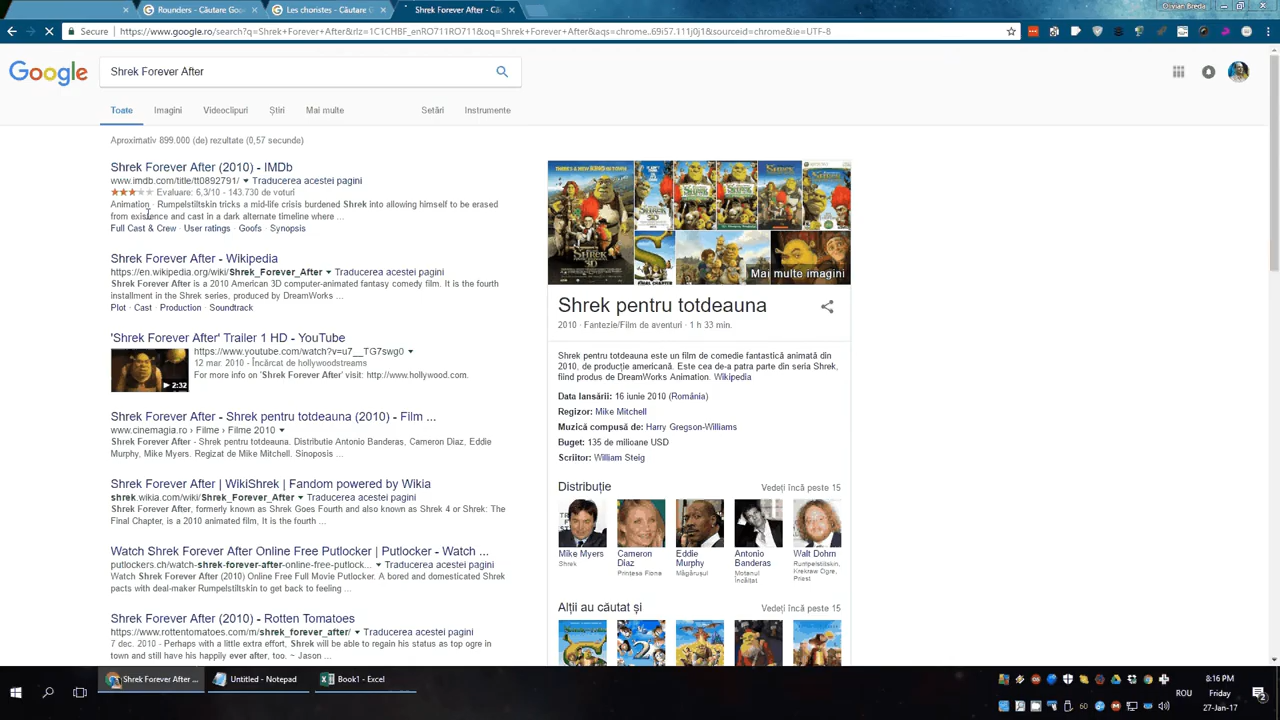 Rounders - Căutare Goo
Les choristes - Căutare G
Shrek Forever After - Că
Secure
https://www.google.ro/search?q=Shrek+Forever+After&rlz=1C1CHBF_enRO711RO711&oq=Shrek+Forever+After&aqs=chrome..69i57.111j0j1&sourceid=chrome&ie=UTF-8
Google
Shrek Forever After
Toate Imagini Videoclipuri Știri Mai multe Setări Instrumente
Aproximativ 899.000 (de) rezultate (0,57 secunde)
Shrek Forever After (2010) - IMDb
www.imdb.com/title/tt0892791/ Traducerea acestei pagini
Evaluare: 6,3/10 - 143.730 de voturi
Animation · Rumpelstiltskin tricks a mid-life crisis burdened Shrek into allowing himself to be erased
from existence and cast in a dark alternate timeline where ...
Full Cast & Crew · User ratings · Goofs · Synopsis
Shrek Forever After - Wikipedia
https://en.wikipedia.org/wiki/Shrek_Forever_After Traducerea acestei pagini
Shrek Forever After is a 2010 American 3D computer-animated fantasy comedy film. It is the fourth
installment in the Shrek series, produced by DreamWorks ...
Plot · Cast · Production · Soundtrack
'Shrek Forever After' Trailer 1 HD - YouTube
https://www.youtube.com/watch?v=u7__TG7swg0
12 mar. 2010 - Încărcat de hollywoodstreams
For more info on 'Shrek Forever After' visit: http://www.hollywood.com.
2:32
Shrek Forever After - Shrek pentru totdeauna (2010) - Film ...
www.cinemagia.ro › Filme › Filme 2010
Shrek Forever After - Shrek pentru totdeauna. Distributie Antonio Banderas, Cameron Diaz, Eddie
Murphy, Mike Myers. Regizat de Mike Mitchell. Sinoposis ...
Shrek Forever After | WikiShrek | Fandom powered by Wikia
shrek.wikia.com/wiki/Shrek_Forever_After Traducerea acestei pagini
Shrek Forever After, formerly known as Shrek Goes Fourth and also known as Shrek 4 or Shrek: The
Final Chapter, is a 2010 animated film, It is the fourth ...
Watch Shrek Forever After Online Free Putlocker | Putlocker - Watch ...
putlockers.ch/watch-shrek-forever-after-online-free-putlock... Traducerea acestei pagini
Watch Shrek Forever After (2010) Online Free Full Movie Putlocker. A bored and domesticated Shrek
pacts with deal-maker Rumpelstiltskin to get back to feeling ...
Shrek Forever After (2010) - Rotten Tomatoes
https://www.rottentomatoes.com/m/shrek_forever_after/ Traducerea acestei pagini
7 dec. 2010 - Perhaps with a little extra effort, Shrek will be able to regain his status as top ogre in
town and still have his happily ever after, too. ~ Jason ...
Mai multe imagini
Shrek pentru totdeauna
2010 · Fantezie/Film de aventuri · 1 h 33 min.
Shrek pentru totdeauna este un film de comedie fantastică animată din
2010, de producție americană. Este cea de-a patra parte din seria Shrek,
fiind produs de DreamWorks Animation. Wikipedia
Data lansării: 16 iunie 2010 (România)
Regizor: Mike Mitchell
Muzică compusă de: Harry Gregson-Williams
Buget: 135 de milioane USD
Scriitor: William Steig
Distribuție Vedeți încă peste 15
Mike Myers
Shrek
Cameron
Diaz
Prințesa Fiona
Eddie
Murphy
Măgărușul
Antonio
Banderas
Motanul
Încălțat
Walt Dohrn
Rumpelstiltskin,
Krekraw Ogre,
Priest
Alții au căutat și Vedeți încă peste 15
Shrek Forever After ...
Untitled - Notepad
Book1 - Excel
8:16 PM
ROU
Friday
27-Jan-17